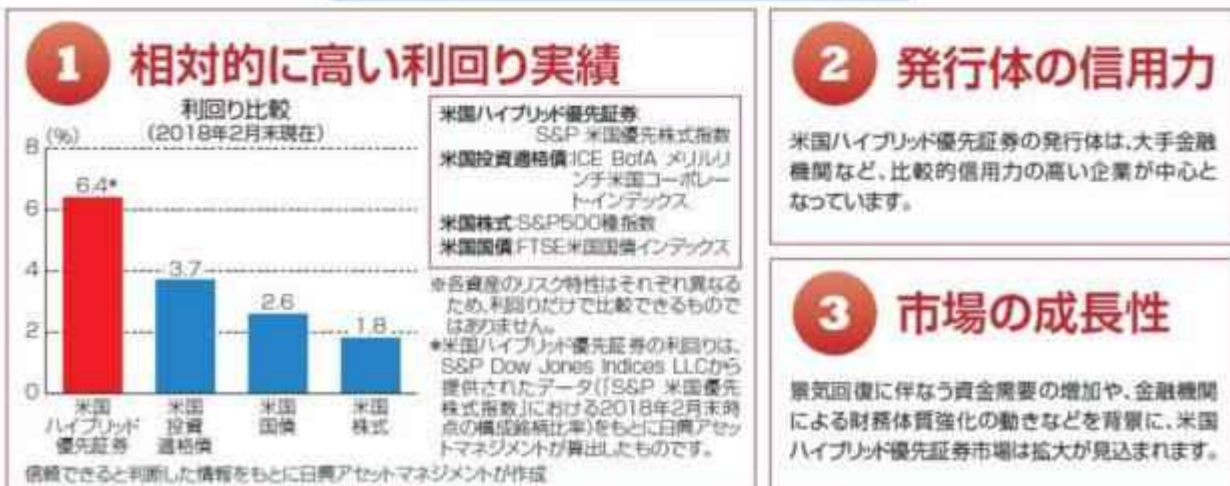 1 相対的に高い利回り実績
利回り比較
(2018年2月末現在)
(%)
8
6
4
2
0
6.4*
3.7
2.6
1.8
米国
ハイブリッド
優先証券
米国
投資
適格債
米国
国債
米国
株式
米国ハイブリッド優先証券:
S&P 米国優先株式指数
米国投資適格債:ICE BofA メリルリ
ンチ米国コーポレー
ト・インデックス
米国株式:S&P500種指数
米国国債:FTSE米国国債インデックス
※各資産のリスク特性はそれぞれ異なる
ため、利回りだけで比較できるもので
はありません。
*米国ハイブリッド優先証券の利回りは、
S&P Dow Jones Indices LLCから
提供されたデータ(「S&P 米国優先
株式指数」における2018年2月末時
点の構成銘柄比率)をもとに日興アセッ
トマネジメントが算出したものです。
信頼できると判断した情報をもとに日興アセットマネジメントが作成
2 発行体の信用力
米国ハイブリッド優先証券の発行体は、大手金融
機関など、比較的信用力の高い企業が中心と
なっています。
3 市場の成長性
景気回復に伴なう資金需要の増加や、金融機関
による財務体質強化の動きなどを背景に、米国
ハイブリッド優先証券市場は拡大が見込まれます。